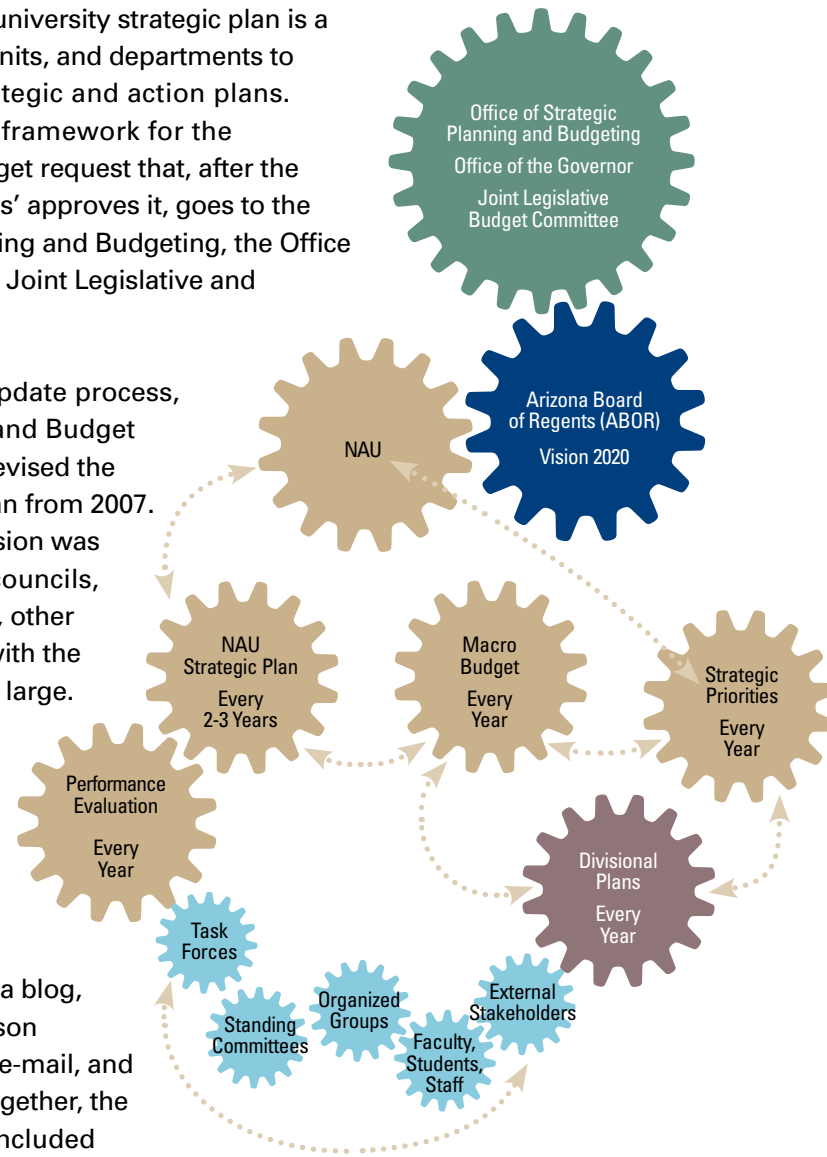 university strategic plan is a
nits, and departments to
tegic and action plans.
framework for the
get request that, after the
s’ approves it, goes to the
ing and Budgeting, the Office
Joint Legislative and
pdate process,
and Budget
evised the
an from 2007.
sion was
councils,
, other
with the
large.
a blog,
son
e-mail, and
gether, the
ncluded
Office of Strategic
Planning and Budgeting
Office of the Governor
Joint Legislative
Budget Committee
Arizona Board
of Regents (ABOR)
Vision 2020
NAU
NAU
Strategic Plan
Every
2-3 Years
Macro
Budget
Every
Year
Strategic
Priorities
Every
Year
Performance
Evaluation
Every
Year
Divisional
Plans
Every
Year
Task
Forces
Standing
Committees
Organized
Groups
Faculty,
Students,
Staff
External
Stakeholders